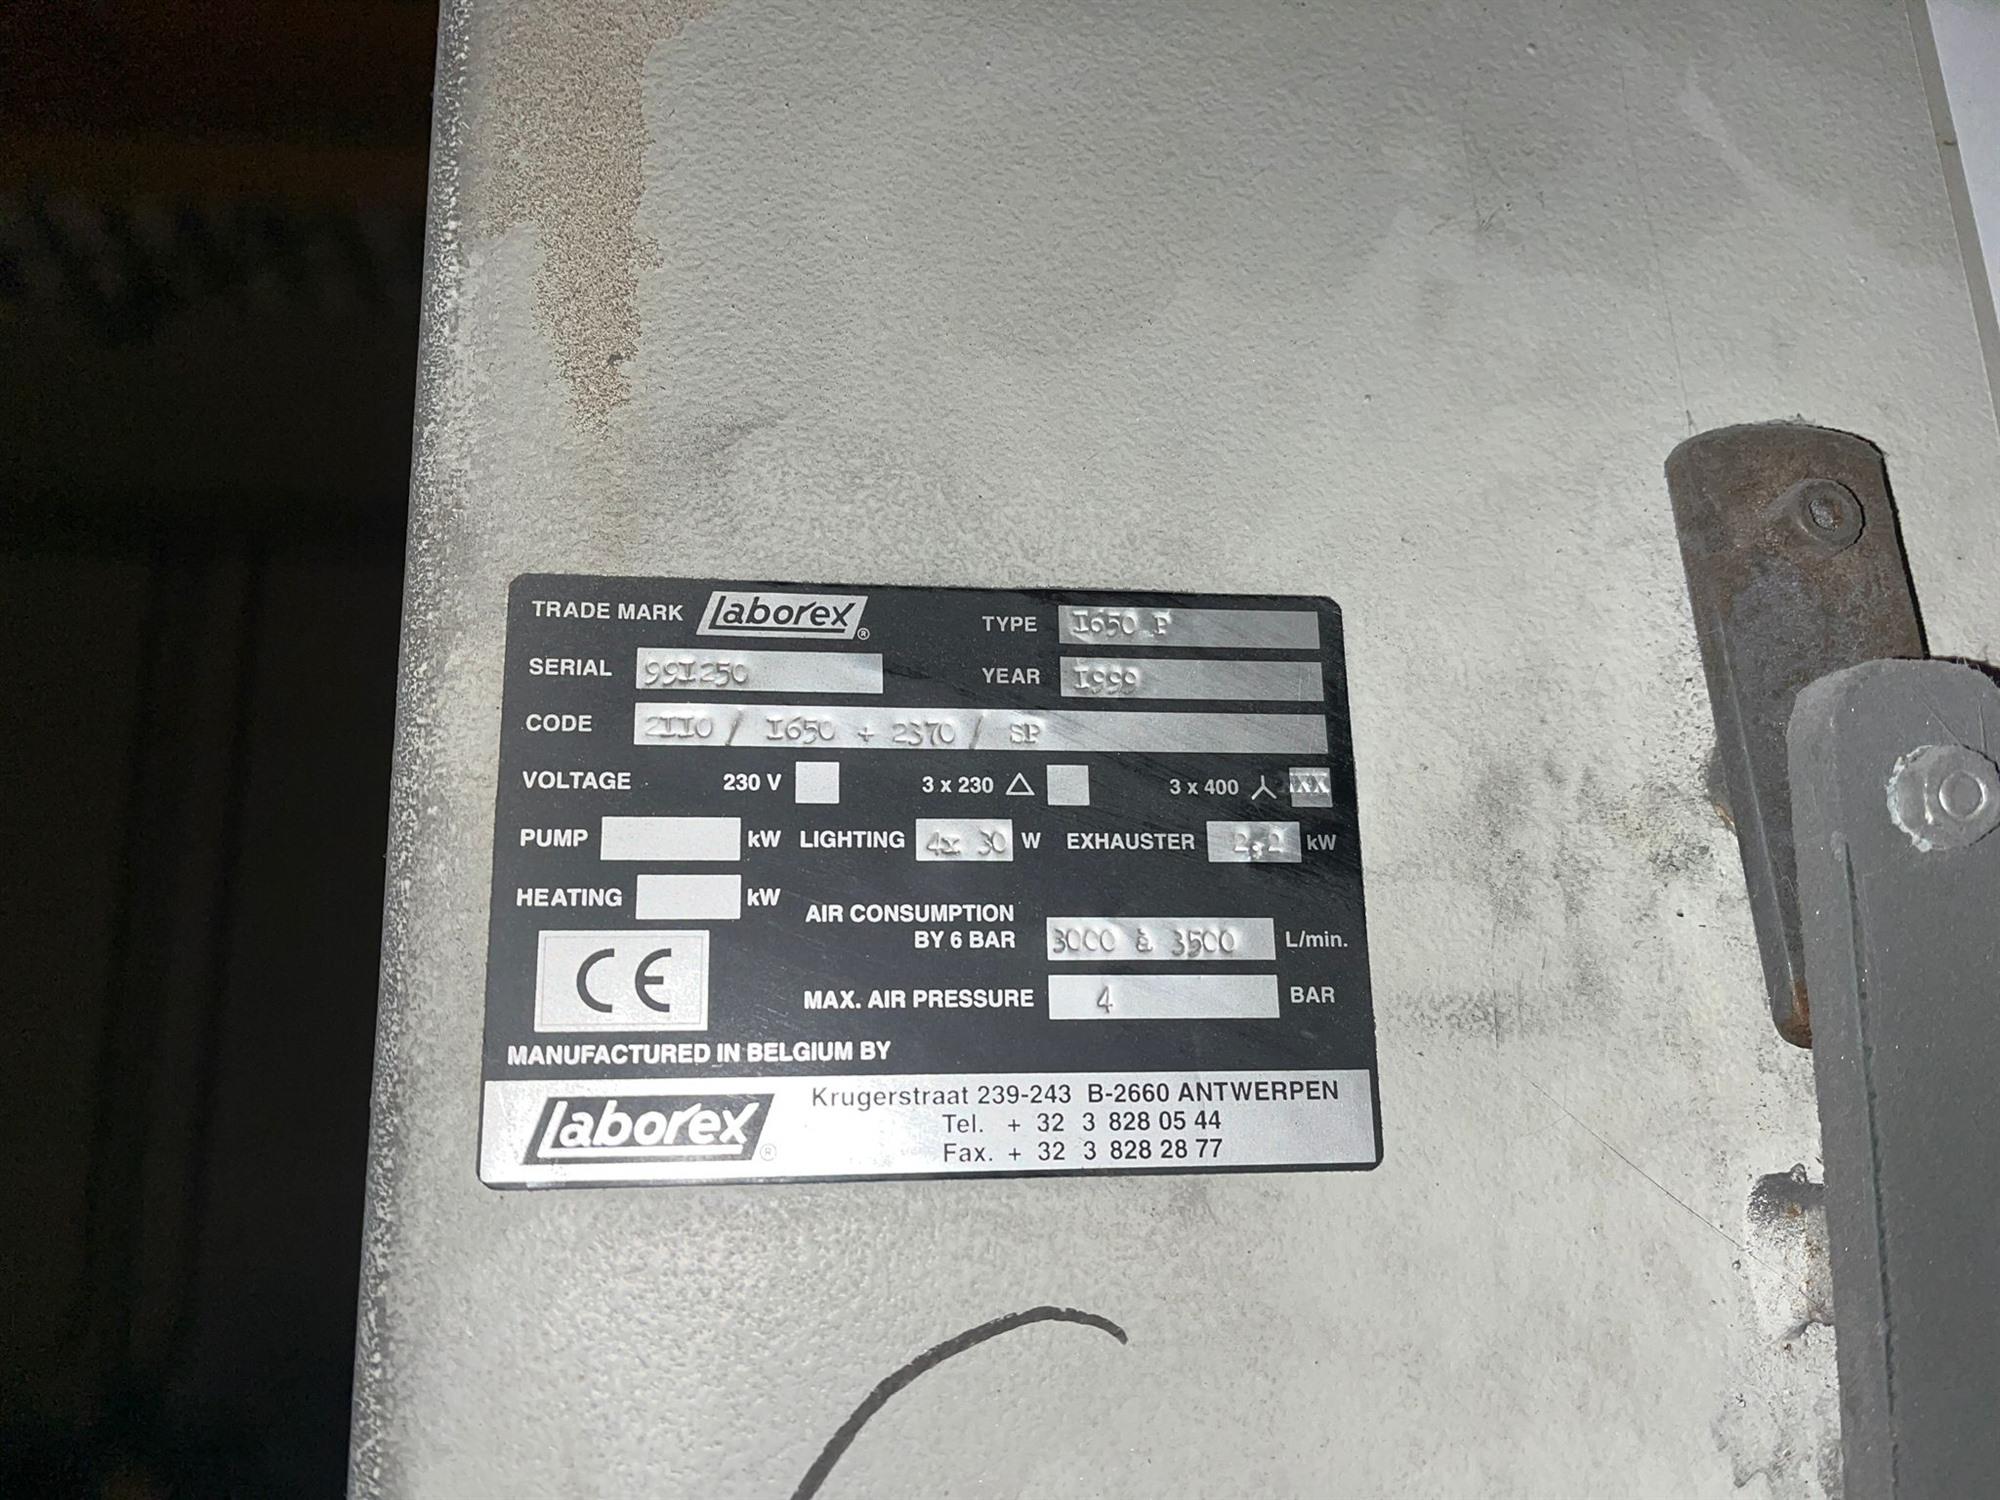 TRADE MARK Laborex ® TYPE I650 P
SERIAL 99I250 YEAR I999
CODE 2II0 / I650 + 2370 / SP
VOLTAGE 230 V 3 x 230 △ 3 x 400 XX
PUMP kW LIGHTING 4x 30 W EXHAUSTER 2,2 kW
HEATING kW AIR CONSUMPTION
BY 6 BAR 3000 à 3500 L/min.
CE
MAX. AIR PRESSURE 4 BAR
MANUFACTURED IN BELGIUM BY
Laborex ®
Krugerstraat 239-243 B-2660 ANTWERPEN
Tel. + 32 3 828 05 44
Fax. + 32 3 828 28 77